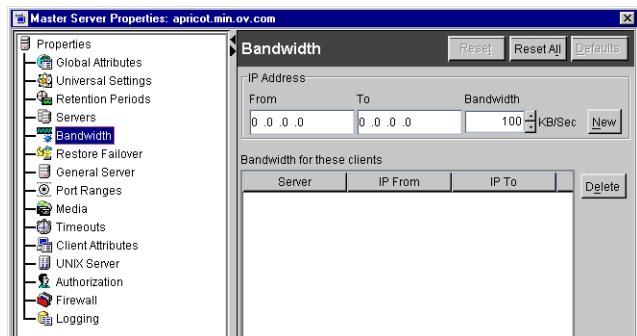 Master Server Properties: apricot.min.ov.com
Properties
Global Attributes
Universal Settings
Retention Periods
Servers
Bandwidth
Restore Failover
General Server
Port Ranges
Media
Timeouts
Client Attributes
UNIX Server
Authorization
Firewall
Logging
Bandwidth
Reset
Reset All
Defaults
IP Address
From To Bandwidth
0 .0 .0 .0 0 .0 .0 .0 100 KB/Sec New
Bandwidth for these clients
Server IP From IP To
Delete